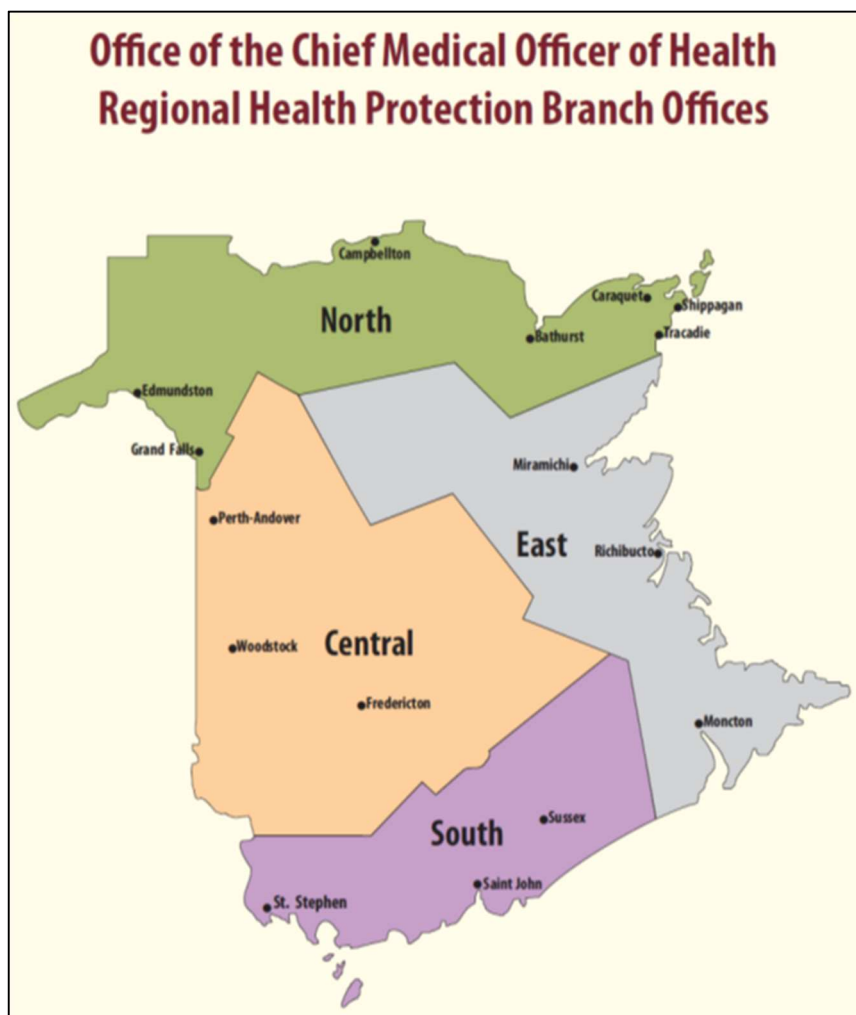 Office of the Chief Medical Officer of Health
Regional Health Protection Branch Offices
Campbellton
Caraquet
Shippagan
North
Bathurst
Tracadie
Edmundston
Grand Falls
Miramichi
Perth-Andover
East
Richibucto
Central
Woodstock
Fredericton
Moncton
South
Sussex
Saint John
St. Stephen